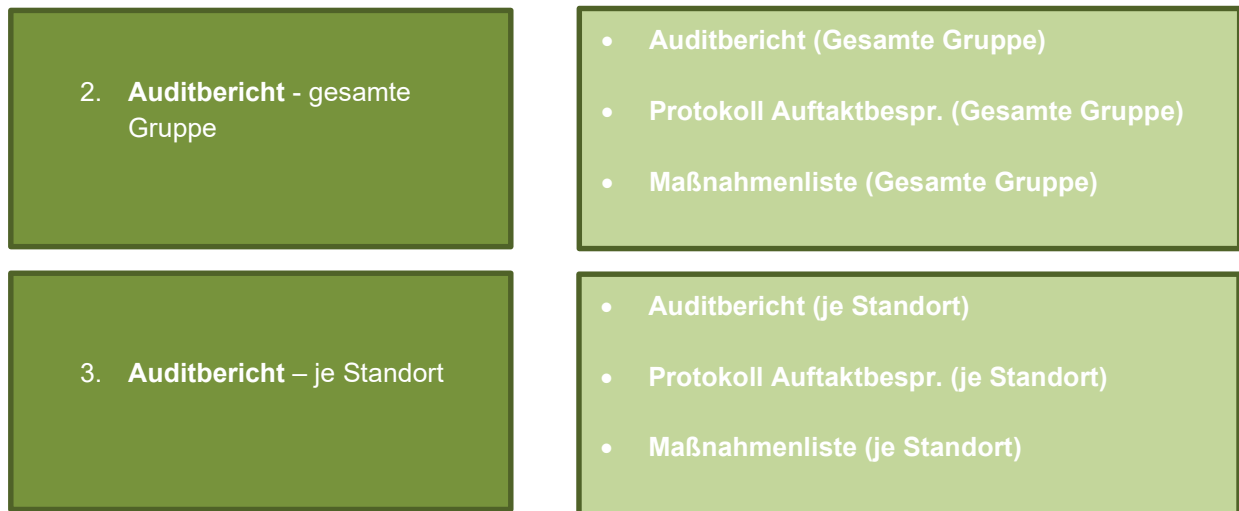 2. Auditbericht - gesamte
Gruppe
• Auditbericht (Gesamte Gruppe)
• Protokoll Auftaktbespr. (Gesamte Gruppe)
• Maßnahmenliste (Gesamte Gruppe)
3. Auditbericht – je Standort
• Auditbericht (je Standort)
• Protokoll Auftaktbespr. (je Standort)
• Maßnahmenliste (je Standort)